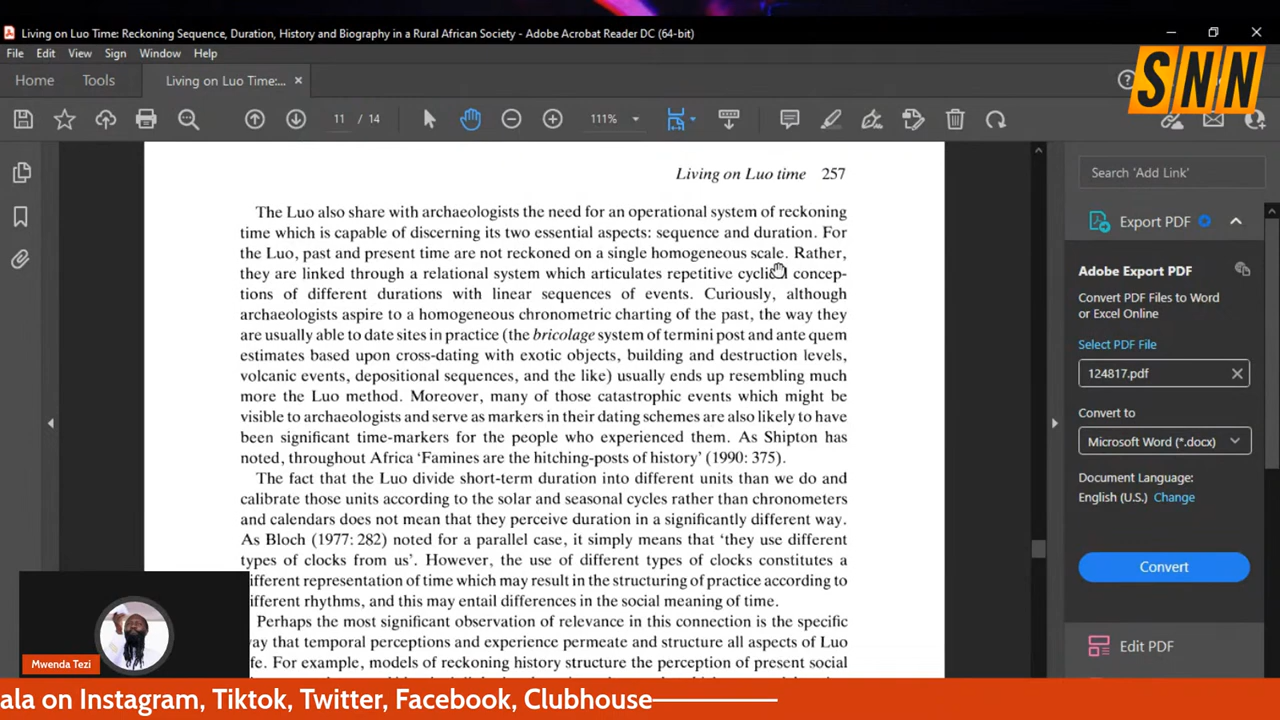 Living on Luo Time: Reckoning Sequence, Duration, History and Biography in a Rural African Society - Adobe Acrobat Reader DC (64-bit)
File Edit View Sign Window Help
Home Tools Living on Luo Time:... ×
SNN
11 / 14 111%
Living on Luo time 257
The Luo also share with archaeologists the need for an operational system of reckoning
time which is capable of discerning its two essential aspects: sequence and duration. For
the Luo, past and present time are not reckoned on a single homogeneous scale. Rather,
they are linked through a relational system which articulates repetitive cyclical concep-
tions of different durations with linear sequences of events. Curiously, although
archaeologists aspire to a homogeneous chronometric charting of the past, the way they
are usually able to date sites in practice (the bricolage system of termini post and ante quem
estimates based upon cross-dating with exotic objects, building and destruction levels,
volcanic events, depositional sequences, and the like) usually ends up resembling much
more the Luo method. Moreover, many of those catastrophic events which might be
visible to archaeologists and serve as markers in their dating schemes are also likely to have
been significant time-markers for the people who experienced them. As Shipton has
noted, throughout Africa ‘Famines are the hitching-posts of history’ (1990: 375).
The fact that the Luo divide short-term duration into different units than we do and
calibrate those units according to the solar and seasonal cycles rather than chronometers
and calendars does not mean that they perceive duration in a significantly different way.
As Bloch (1977: 282) noted for a parallel case, it simply means that ‘they use different
types of clocks from us’. However, the use of different types of clocks constitutes a
ifferent representation of time which may result in the structuring of practice according to
ifferent rhythms, and this may entail differences in the social meaning of time.
Perhaps the most significant observation of relevance in this connection is the specific
way that temporal perceptions and experience permeate and structure all aspects of Luo
fe. For example, models of reckoning history structure the perception of present social
Search 'Add Link'
Export PDF
Adobe Export PDF
Convert PDF Files to Word
or Excel Online
Select PDF File
124817.pdf
Convert to
Microsoft Word (*.docx)
Document Language:
English (U.S.) Change
Convert
Edit PDF
Mwenda Tezi
ala on Instagram, Tiktok, Twitter, Facebook, Clubhouse